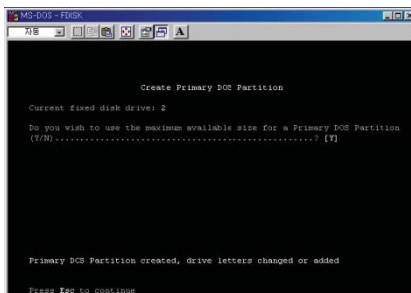 MS-DOS - FDISK
자동
A
Create Primary DOS Partition
Current fixed disk drive: 2
Do you wish to use the maximum available size for a Primary DOS Partition
(Y/N)................................................? [Y]
Primary DOS Partition created, drive letters changed or added
Press Esc to continue